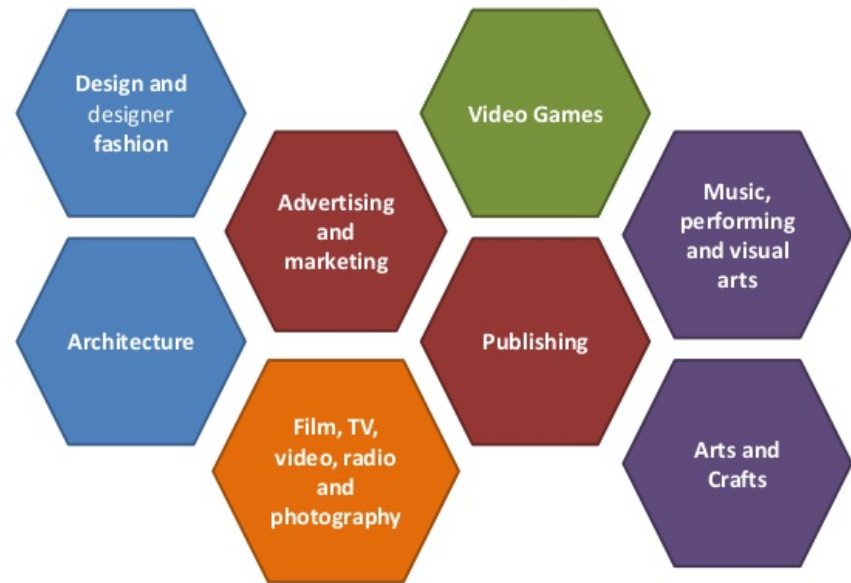 Design and
designer
fashion
Video Games
Advertising
and
marketing
Music,
performing
and visual
arts
Architecture
Publishing
Film, TV,
video, radio
and
photography
Arts and
Crafts